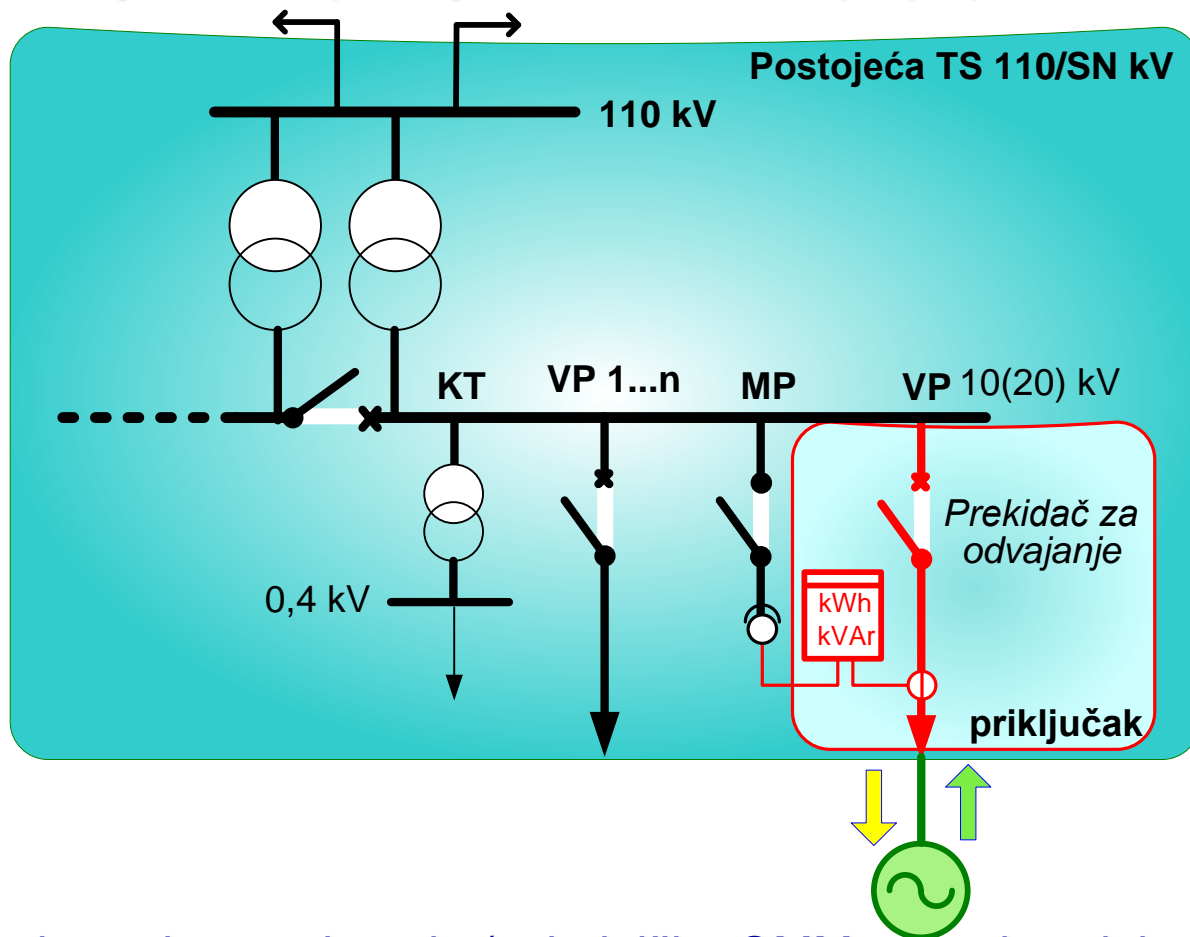 Postojeća TS 110/SN kV
110 kV
KT
VP 1...n
MP
VP 10(20) kV
Prekidač za
odvajanje
0,4 kV
kWh
kVAr
priključak